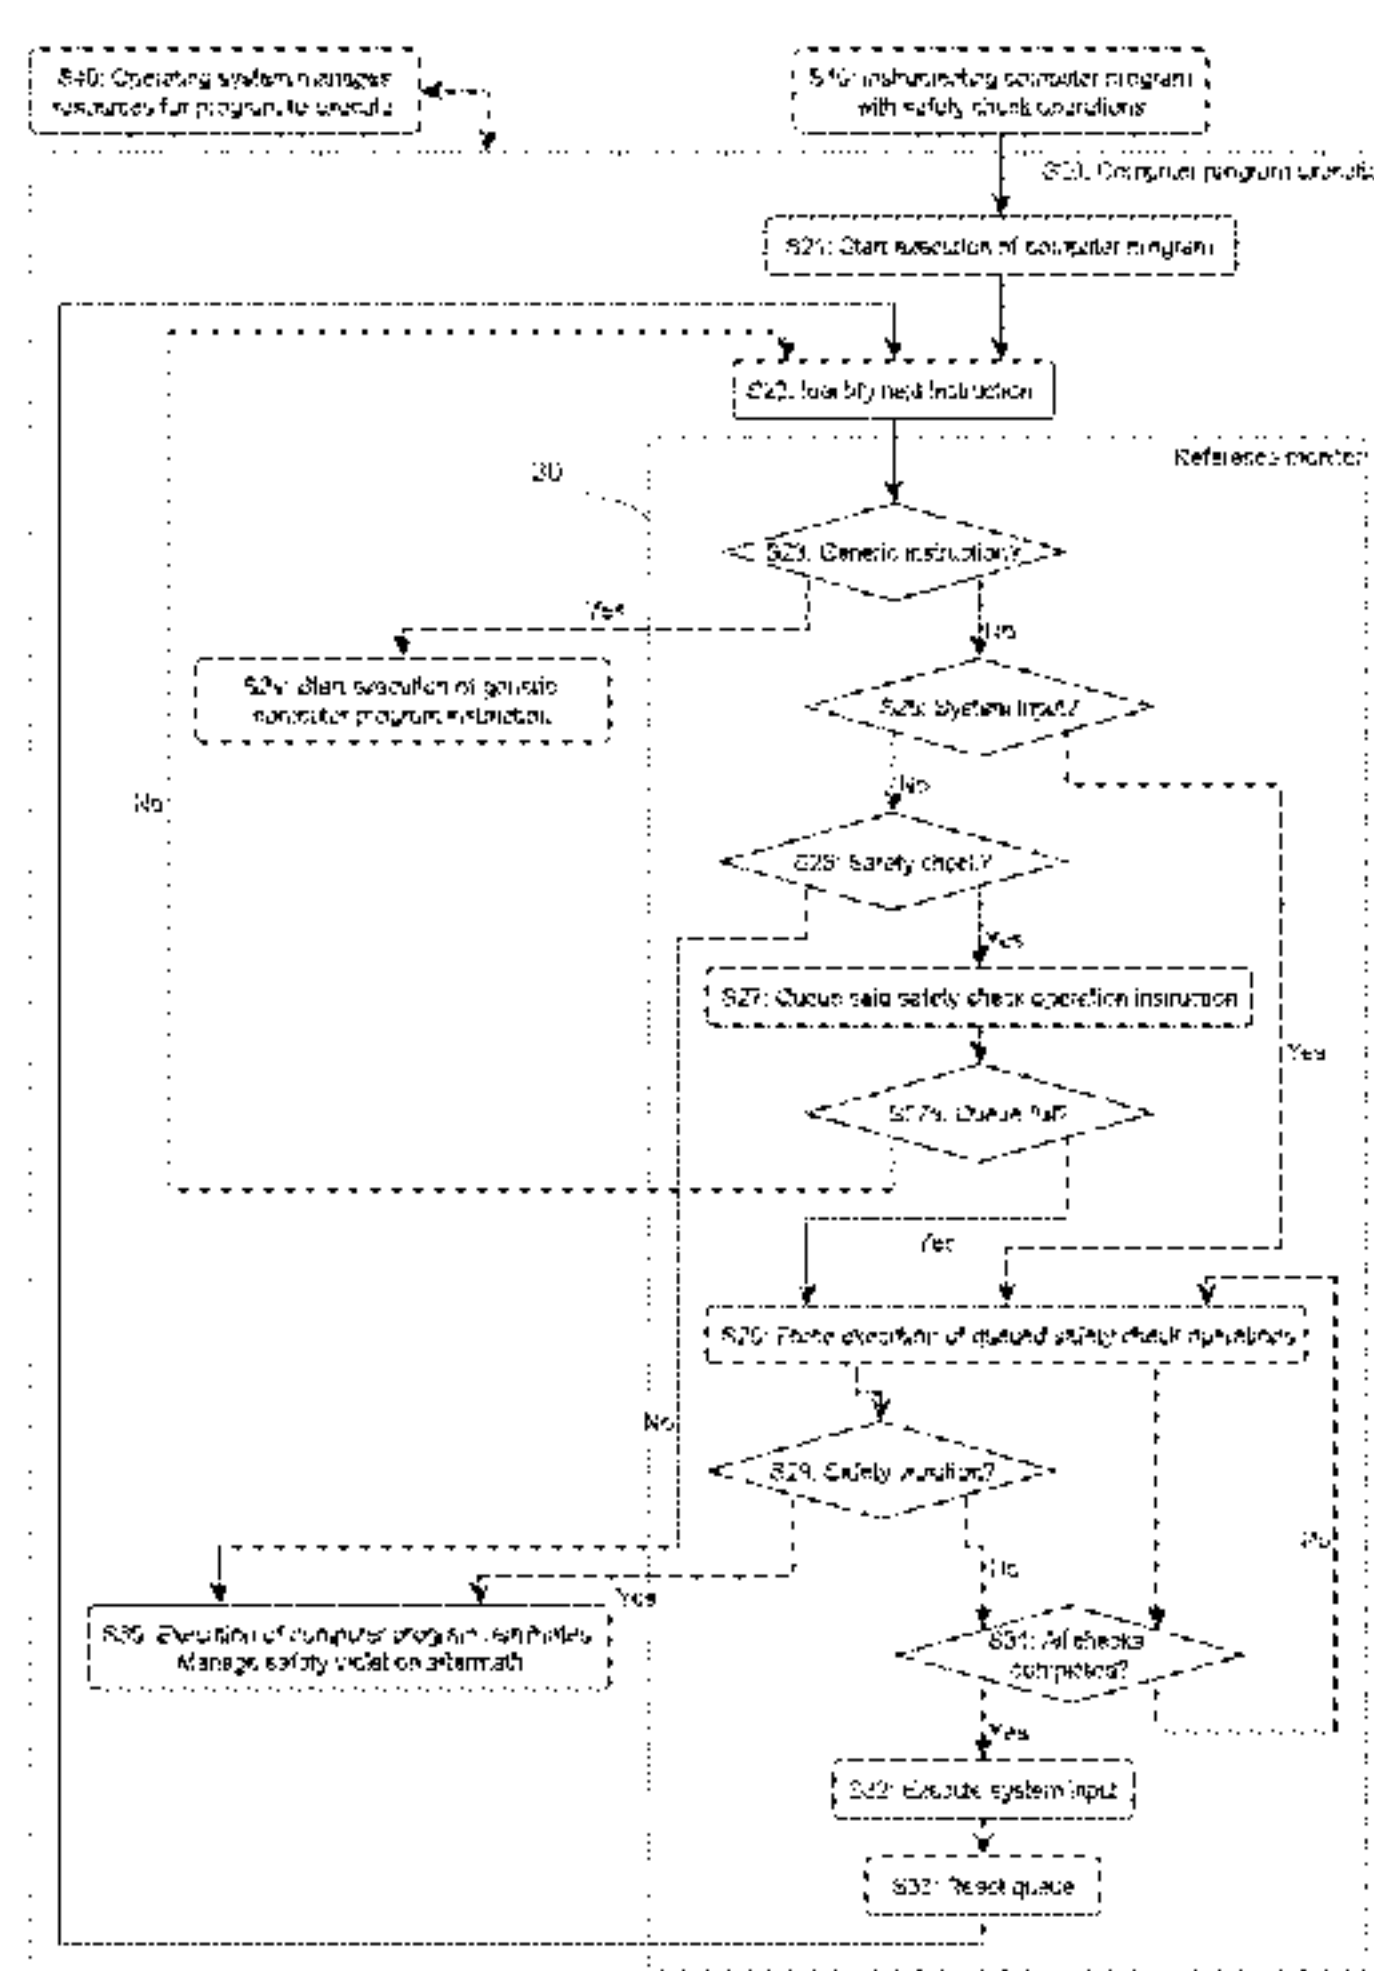 S40: Operating system manages
resources for program to execute
S10: Instrumenting computer program
with safety check operations
Computer program
S21: Start execution of computer program
S22: Identify next instruction
Reference monitor
30
S23: Generic instruction?
Yes
No
S24: Start execution of generic
computer program instruction
S25: System input?
No
No
S26: Safety check?
Yes
S27: Queue said safety check operation instruction
Yes
S27a: Queue full?
Yes
Force execution of queued safety check operations
No
S29: Safety violation?
No
No
Yes
Execution of computer program terminates
Manage safety violation aftermath
S31: All checks
completed?
Yes
S32: Execute system input
Reset queue